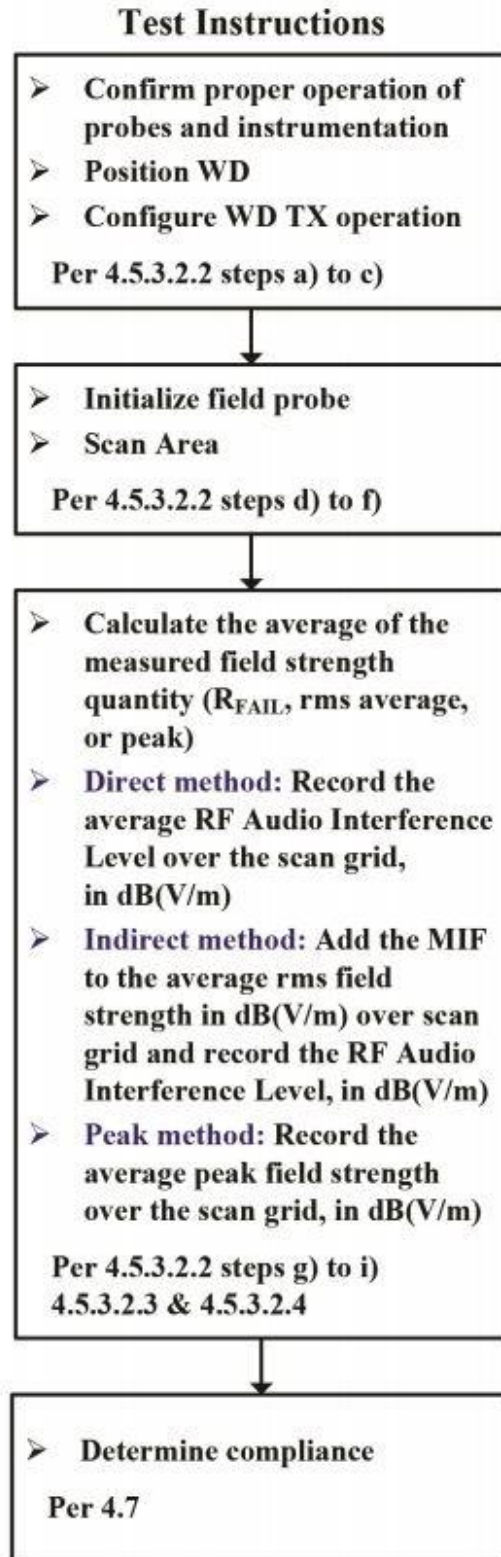 Test Instructions
➢ Confirm proper operation of
probes and instrumentation
➢ Position WD
➢ Configure WD TX operation
Per 4.5.3.2.2 steps a) to c)
➢ Initialize field probe
➢ Scan Area
Per 4.5.3.2.2 steps d) to f)
➢ Calculate the average of the
measured field strength
quantity (RFAIL, rms average,
or peak)
➢ Direct method: Record the
average RF Audio Interference
Level over the scan grid,
in dB(V/m)
➢ Indirect method: Add the MIF
to the average rms field
strength in dB(V/m) over scan
grid and record the RF Audio
Interference Level, in dB(V/m)
➢ Peak method: Record the
average peak field strength
over the scan grid, in dB(V/m)
Per 4.5.3.2.2 steps g) to i)
4.5.3.2.3 & 4.5.3.2.4
➢ Determine compliance
Per 4.7